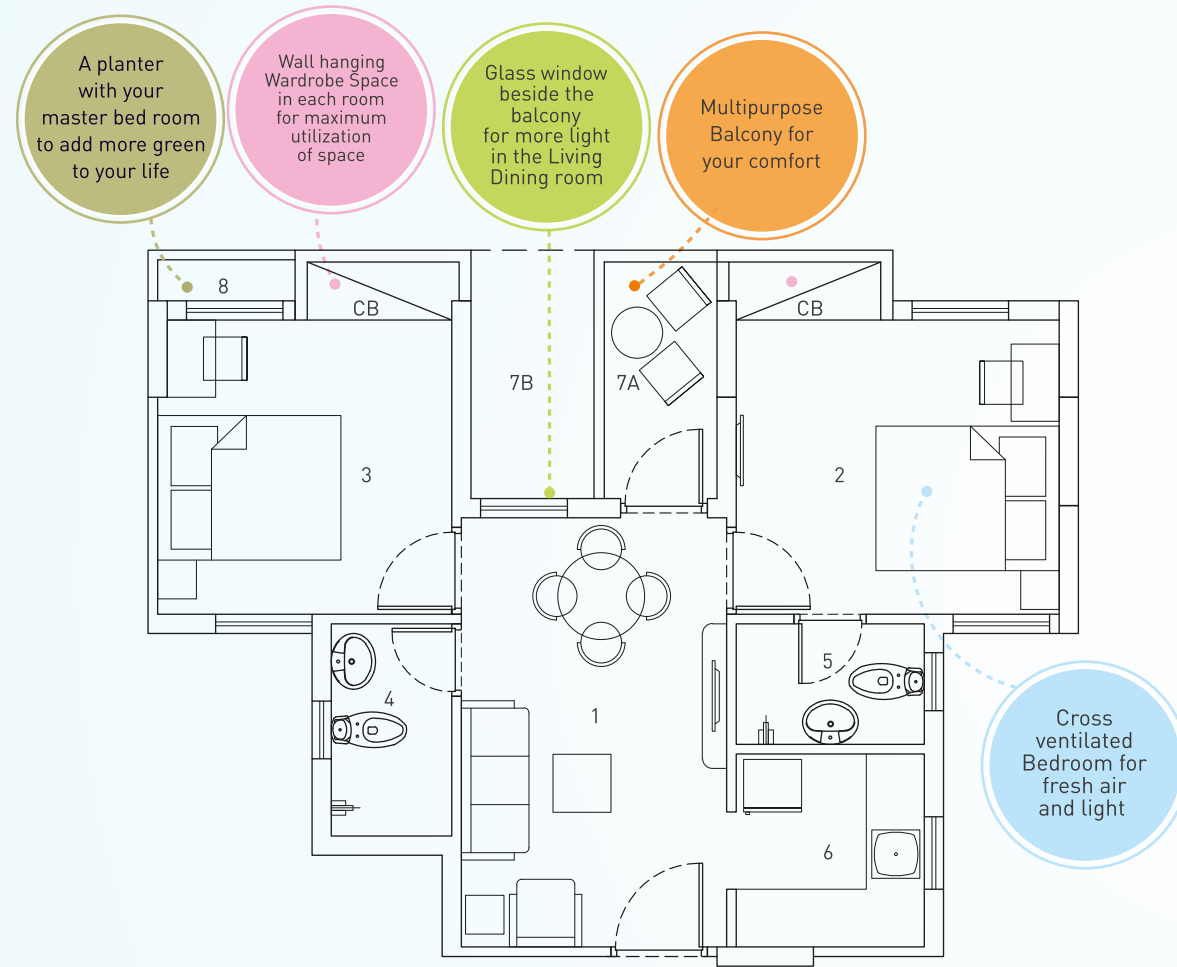 A planter
with your
master bed room
to add more green
to your life
Wall hanging
Wardrobe Space
in each room
for maximum
utilization
of space
Glass window
beside the
balcony
for more light
in the Living
Dining room
Multipurpose
Balcony for
your comfort
8
CB
CB
7B
7A
3
2
5
4
1
6
Cross
ventilated
Bedroom for
fresh air
and light